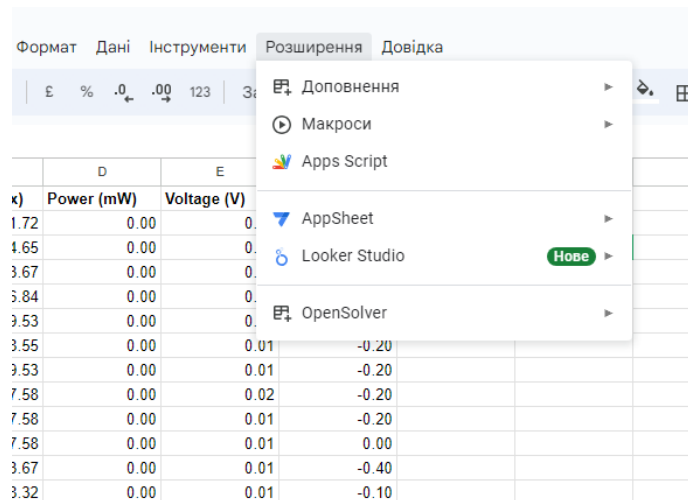 Формат Дані Інструменти Розширення Довідка
£ % .0 .00 123
Доповнення
Макроси
Apps Script
AppSheet
Looker Studio Нове
OpenSolver
D E
Power (mW) Voltage (V)
1.72 0.00
4.65 0.00
3.67 0.00
6.84 0.00
9.53 0.00
3.55 0.00 0.01 -0.20
9.53 0.00 0.01 -0.20
7.58 0.00 0.02 -0.20
7.58 0.00 0.01 -0.20
7.58 0.00 0.01 0.00
3.67 0.00 0.01 -0.40
3.32 0.00 0.01 -0.10